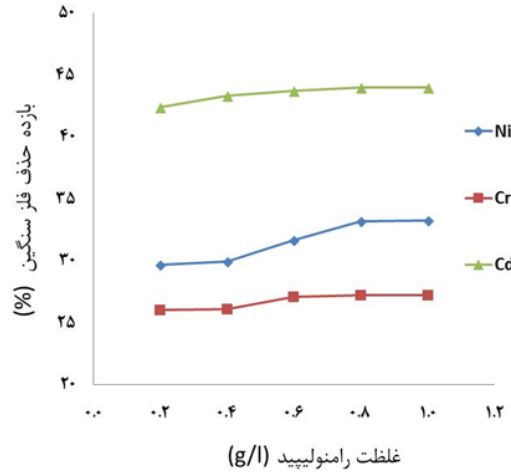 ۵۰
۴۵
۴۰
۳۵
۳۰
۲۵
۲۰
بازده حذف فلز سنگین (%)
Ni
Cr
Cd
۰.۰ ۰.۲ ۰.۴ ۰.۶ ۰.۸ ۱.۰ ۱.۲
غلظت رامنولیپید (g/l)